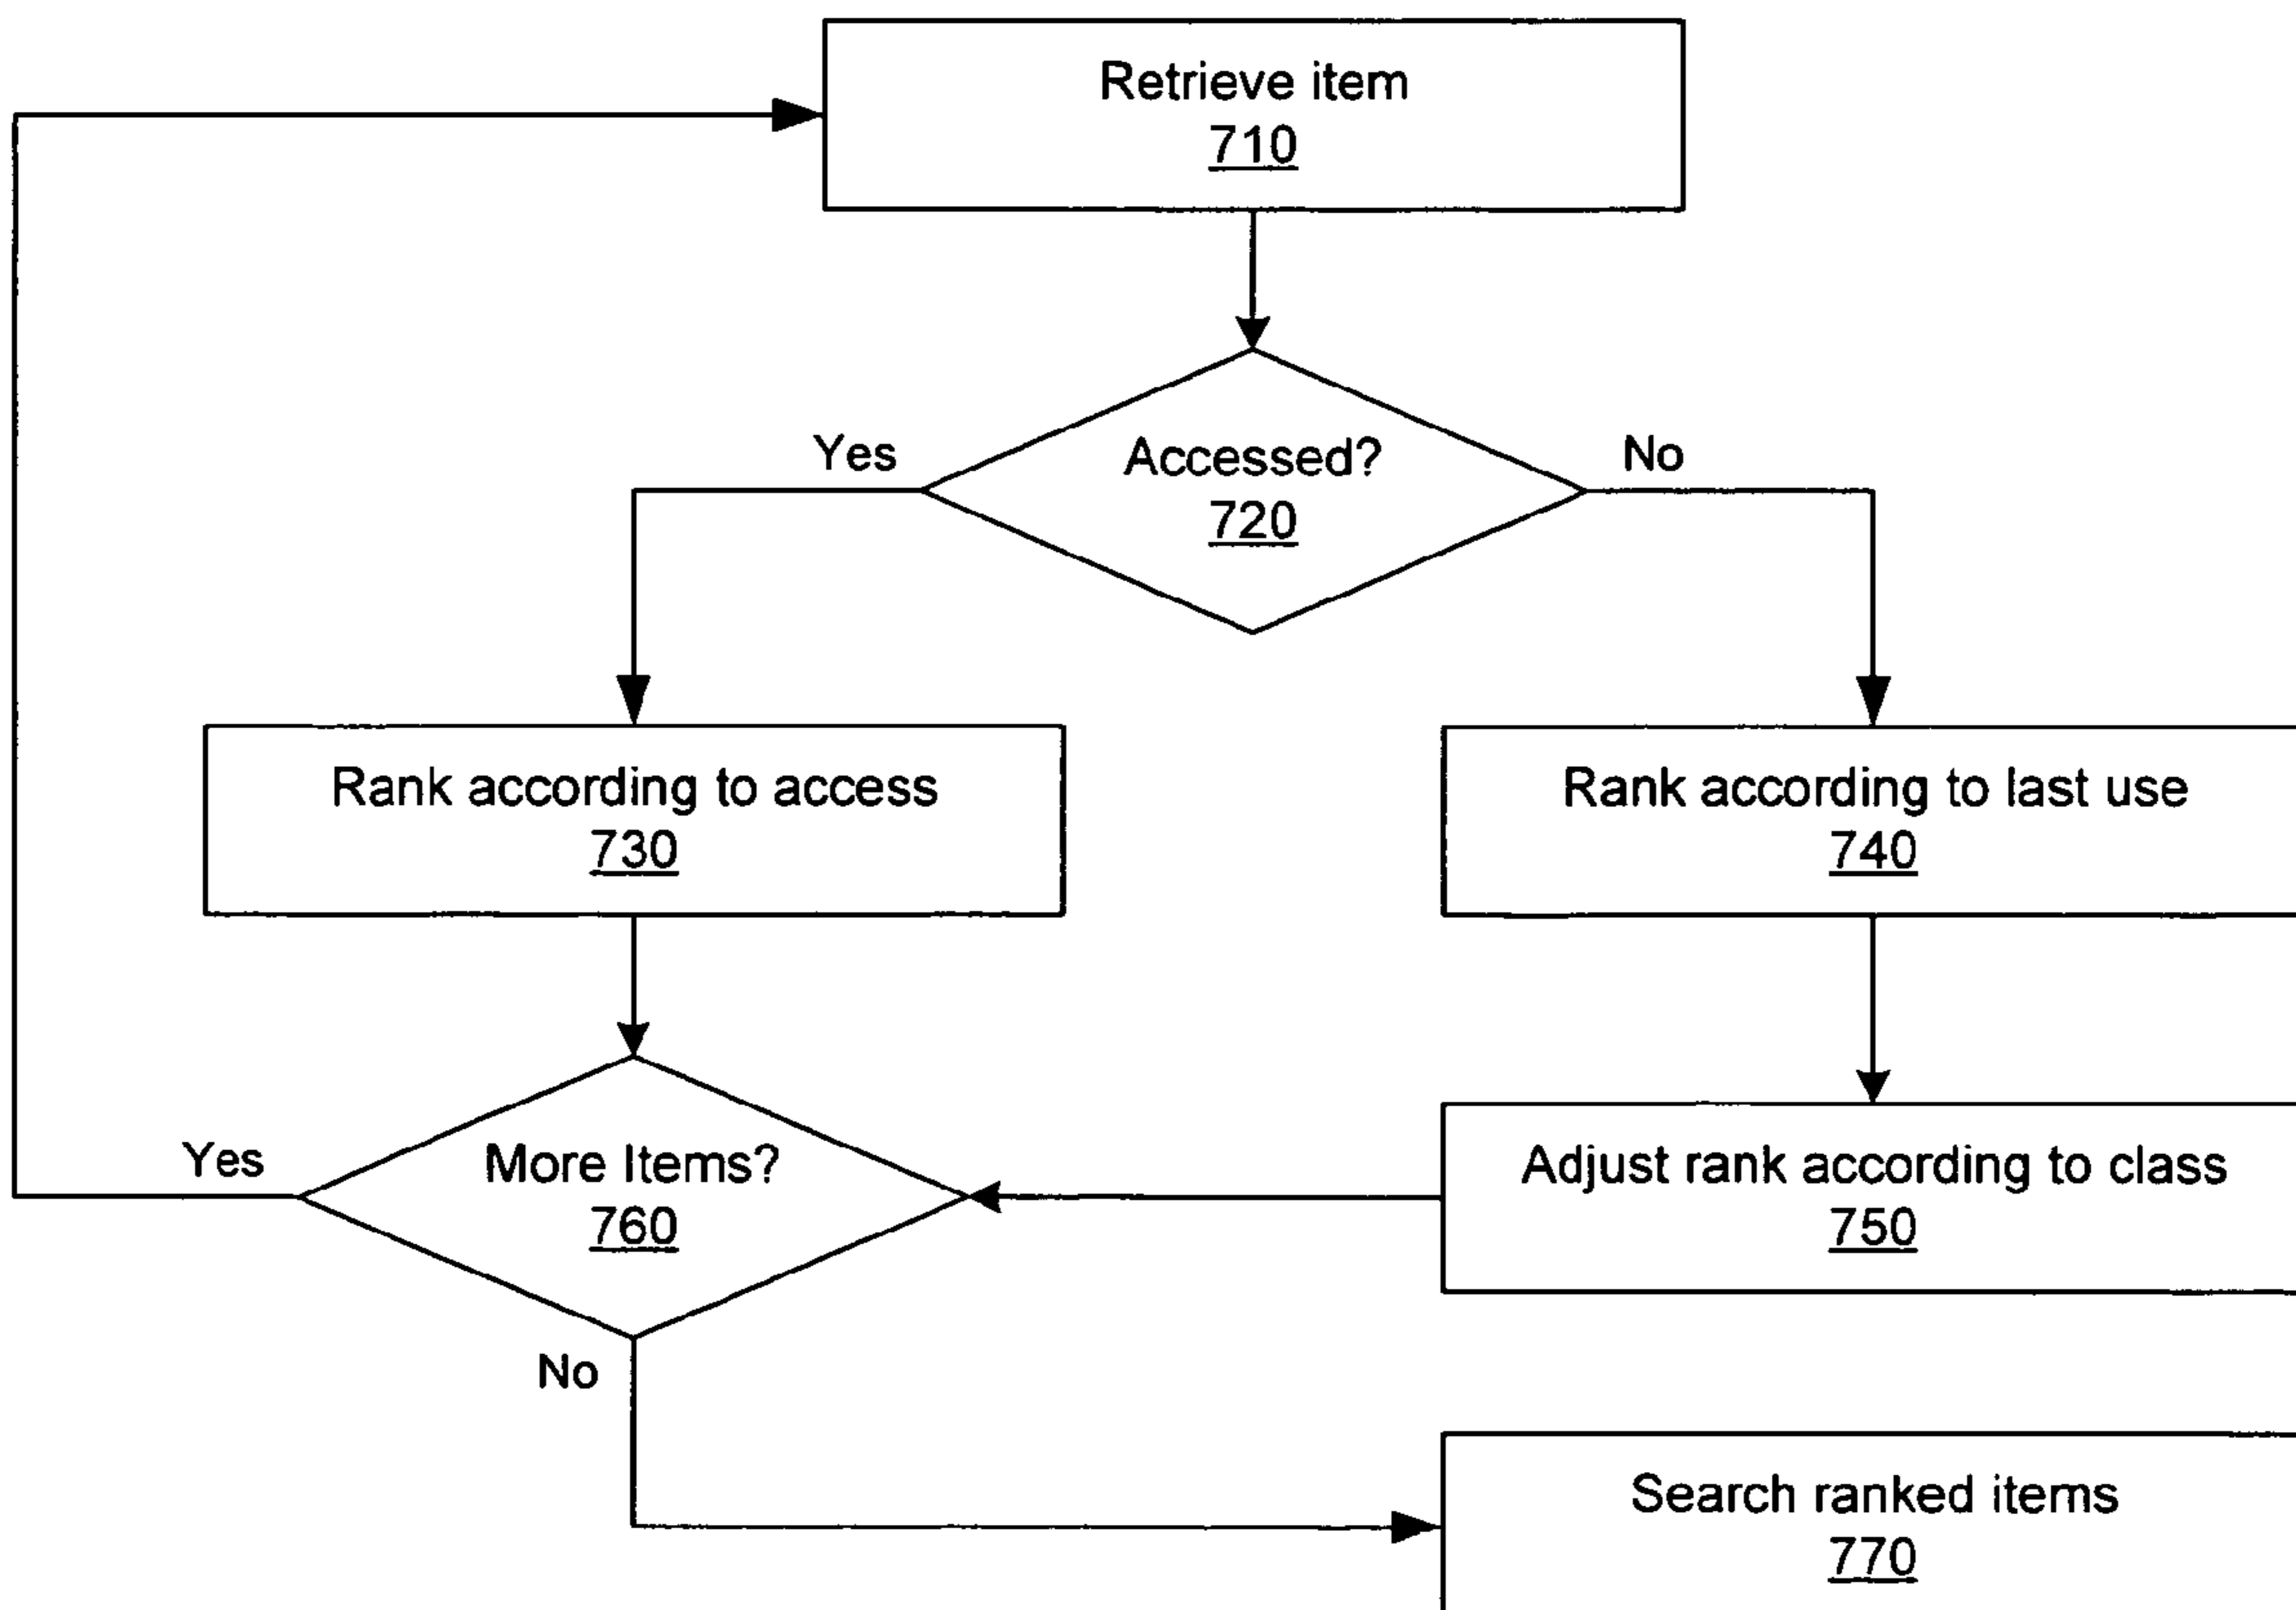 Retrieve item
710
Accessed?
720
Yes
No
Rank according to access
730
Rank according to last use
740
More Items?
760
Yes
No
Adjust rank according to class
750
Search ranked items
770